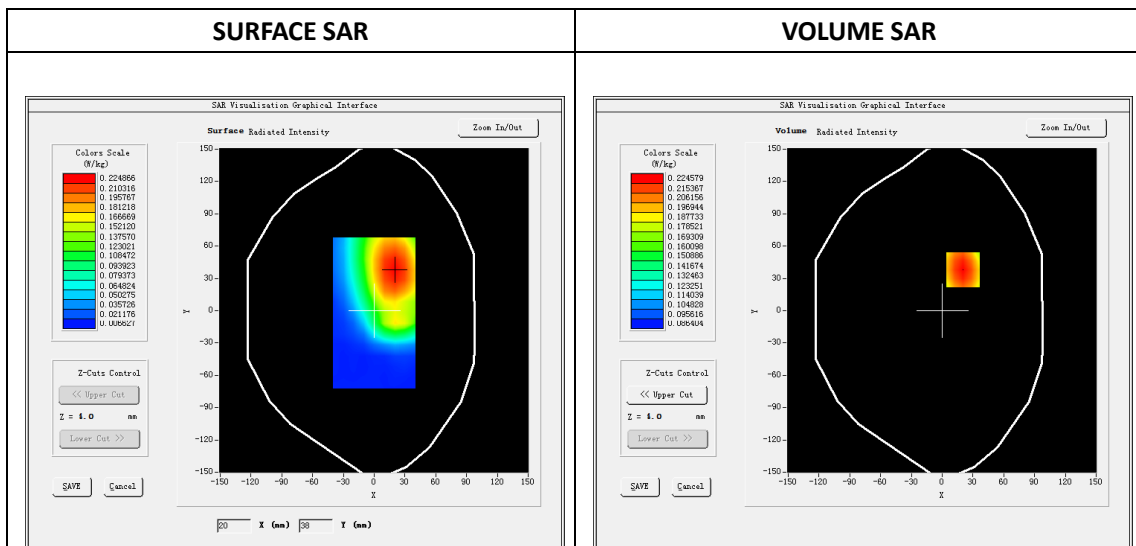 SURFACE SAR
VOLUME SAR
SAR Visualisation Graphical Interface
Surface Radiated Intensity
Zoom In/Out
Colors Scale
(W/kg)
0.224866
0.210316
0.195767
0.181218
0.166669
0.152120
0.137570
0.123021
0.108472
0.093923
0.079373
0.064824
0.050275
0.035726
0.021176
0.006627
150
120
90
60
30
0
-30
-60
-90
-120
-150
Y
-150 -120 -90 -60 -30 0 30 60 90 120 150
X
Z-Cuts Control
<< Upper Cut
Z = 4.0 mm
Lower Cut >>
SAVE Cancel
20 X (mm) 38 Y (mm)
SAR Visualisation Graphical Interface
Volume Radiated Intensity
Zoom In/Out
Colors Scale
(W/kg)
0.224579
0.215367
0.206156
0.196944
0.187733
0.178521
0.169309
0.160098
0.150886
0.141674
0.132463
0.123251
0.114039
0.104828
0.095616
0.086404
150
120
90
60
30
0
-30
-60
-90
-120
-150
Y
-150 -120 -90 -60 -30 0 30 60 90 120 150
X
Z-Cuts Control
<< Upper Cut
Z = 4.0 mm
Lower Cut >>
SAVE Cancel